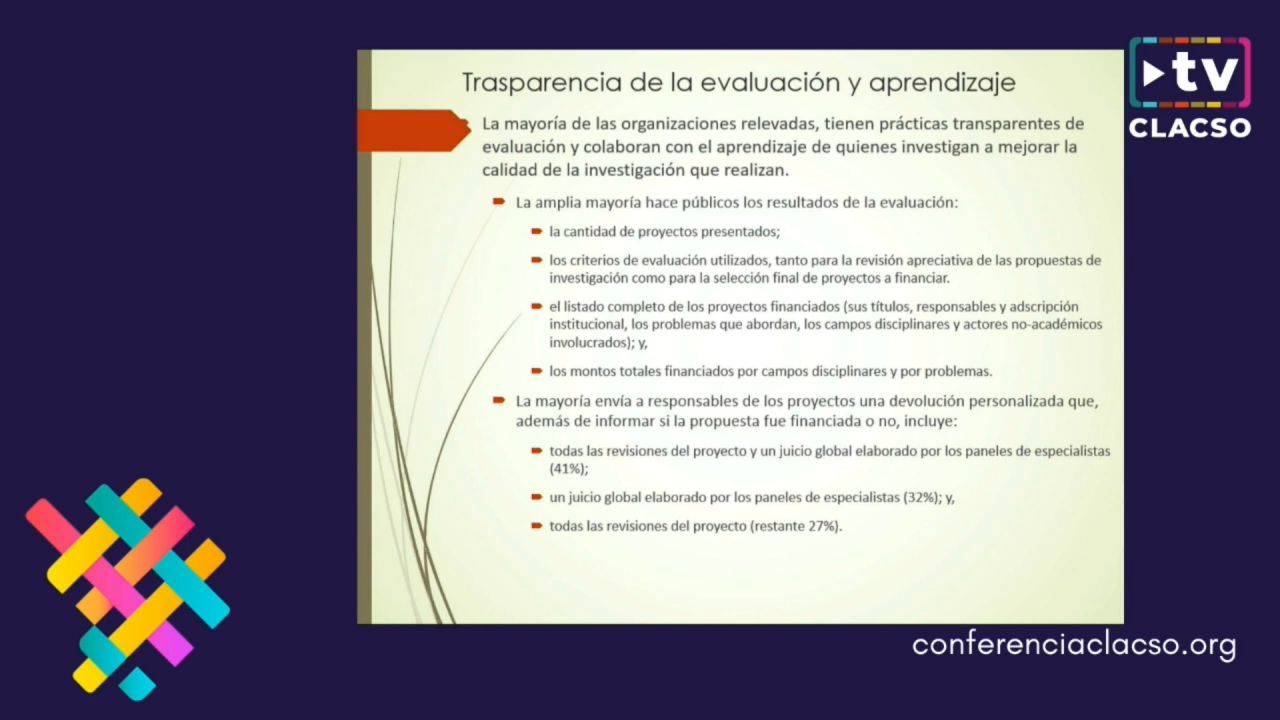 Trasparencia de la evaluación y aprendizaje
La mayoría de las organizaciones relevadas, tienen prácticas transparentes de
evaluación y colaboran con el aprendizaje de quienes investigan a mejorar la
calidad de la investigación que realizan.
La amplia mayoría hace públicos los resultados de la evaluación:
la cantidad de proyectos presentados;
los criterios de evaluación utilizados, tanto para la revisión apreciativa de las propuestas de
investigación como para la selección final de proyectos a financiar.
el listado completo de los proyectos financiados (sus títulos, responsables y adscripción
institucional, los problemas que abordan, los campos disciplinares y actores no-académicos
involucrados); y,
los montos totales financiados por campos disciplinares y por problemas.
La mayoría envía a responsables de los proyectos una devolución personalizada que,
además de informar si la propuesta fue financiada o no, incluye:
todas las revisiones del proyecto y un juicio global elaborado por los paneles de especialistas
(41%);
un juicio global elaborado por los paneles de especialistas (32%); y,
todas las revisiones del proyecto (restante 27%).
tv
CLACSO
conferenciaclacso.org